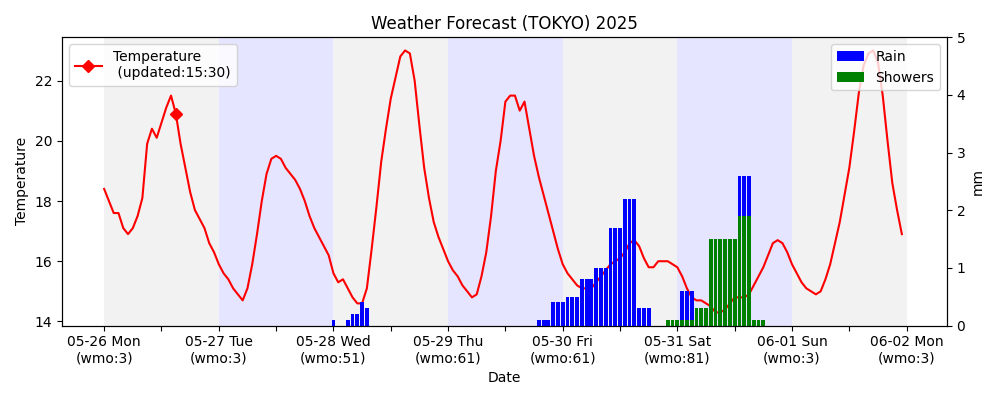 Weather Forecast (TOKYO) 2025
Temperature
(updated:15:30)
Rain
Showers
Temperature
22
20
18
16
14
5
4
3
2
1
0
mm
05-26 Mon 05-27 Tue 05-28 Wed 05-29 Thu 05-30 Fri 05-31 Sat 06-01 Sun 06-02 Mon
(wmo:3) (wmo:3) (wmo:51) (wmo:61) (wmo:61) (wmo:81) (wmo:3) (wmo:3)
Date